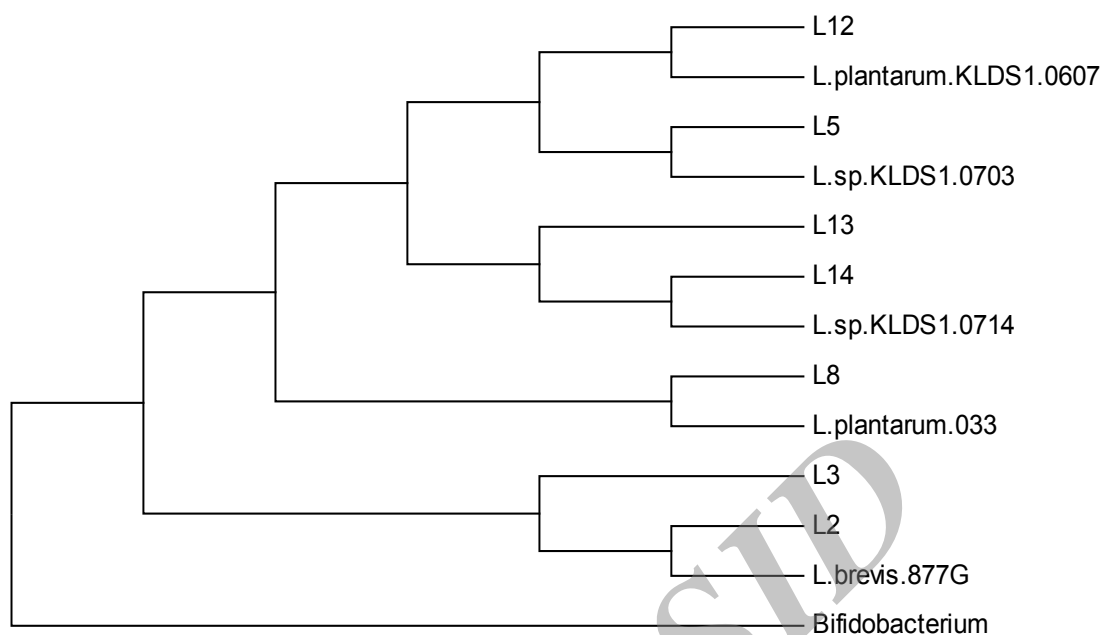 L12
L.plantarum.KLDS1.0607
L5
L.sp.KLDS1.0703
L13
L14
L.sp.KLDS1.0714
L8
L.plantarum.033
L3
L2
L.brevis.877G
Bifidobacterium
SID